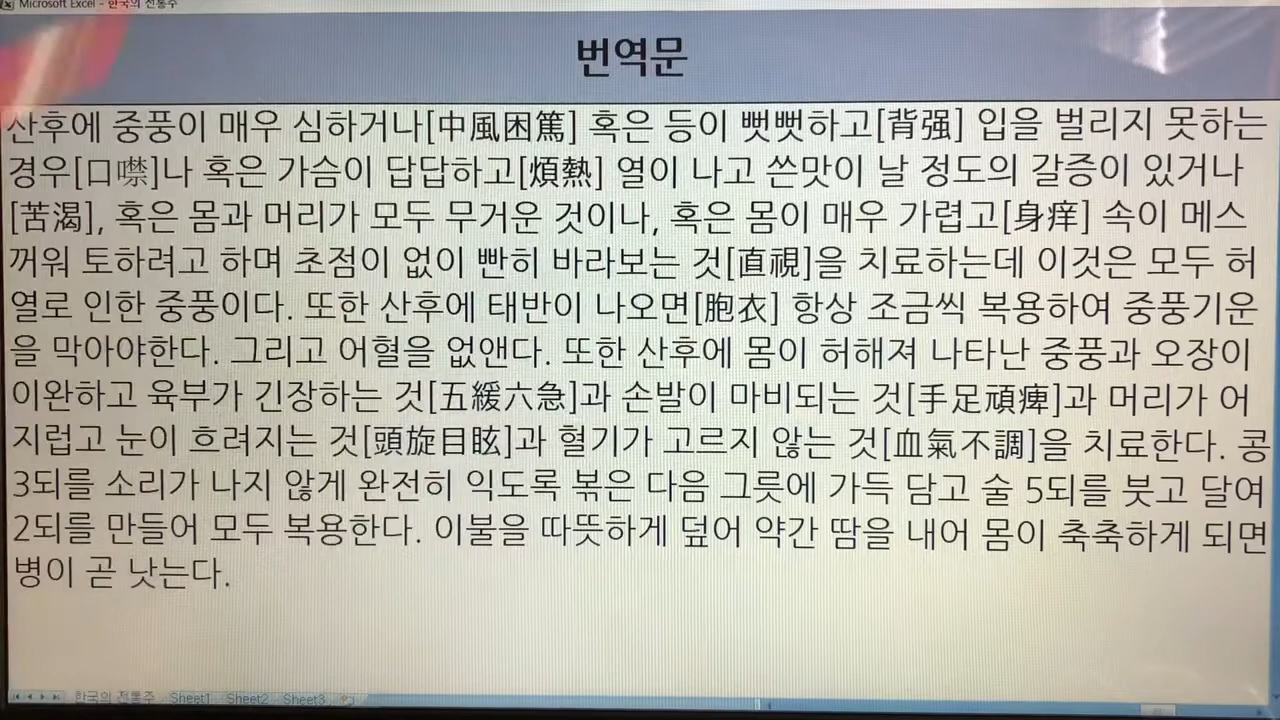 Microsoft Excel - 한국의 전통주
번역문
산후에 중풍이 매우 심하거나[中風困篤] 혹은 등이 뻣뻣하고[背强] 입을 벌리지 못하는
경우[口噤]나 혹은 가슴이 답답하고[煩熱] 열이 나고 쓴맛이 날 정도의 갈증이 있거나
[苦渴], 혹은 몸과 머리가 모두 무거운 것이나, 혹은 몸이 매우 가렵고[身痒] 속이 메스
꺼워 토하려고 하며 초점이 없이 빤히 바라보는 것[直視]을 치료하는데 이것은 모두 허
열로 인한 중풍이다. 또한 산후에 태반이 나오면[胞衣] 항상 조금씩 복용하여 중풍기운
을 막아야한다. 그리고 어혈을 없앤다. 또한 산후에 몸이 허해져 나타난 중풍과 오장이
이완하고 육부가 긴장하는 것[五緩六急]과 손발이 마비되는 것[手足頑痺]과 머리가 어
지럽고 눈이 흐려지는 것[頭旋目眩]과 혈기가 고르지 않는 것[血氣不調]을 치료한다. 콩
3되를 소리가 나지 않게 완전히 익도록 볶은 다음 그릇에 가득 담고 술 5되를 붓고 달여
2되를 만들어 모두 복용한다. 이불을 따뜻하게 덮어 약간 땀을 내어 몸이 축축하게 되면
병이 곧 낫는다.
한국의 전통주 Sheet1 Sheet2 Sheet3